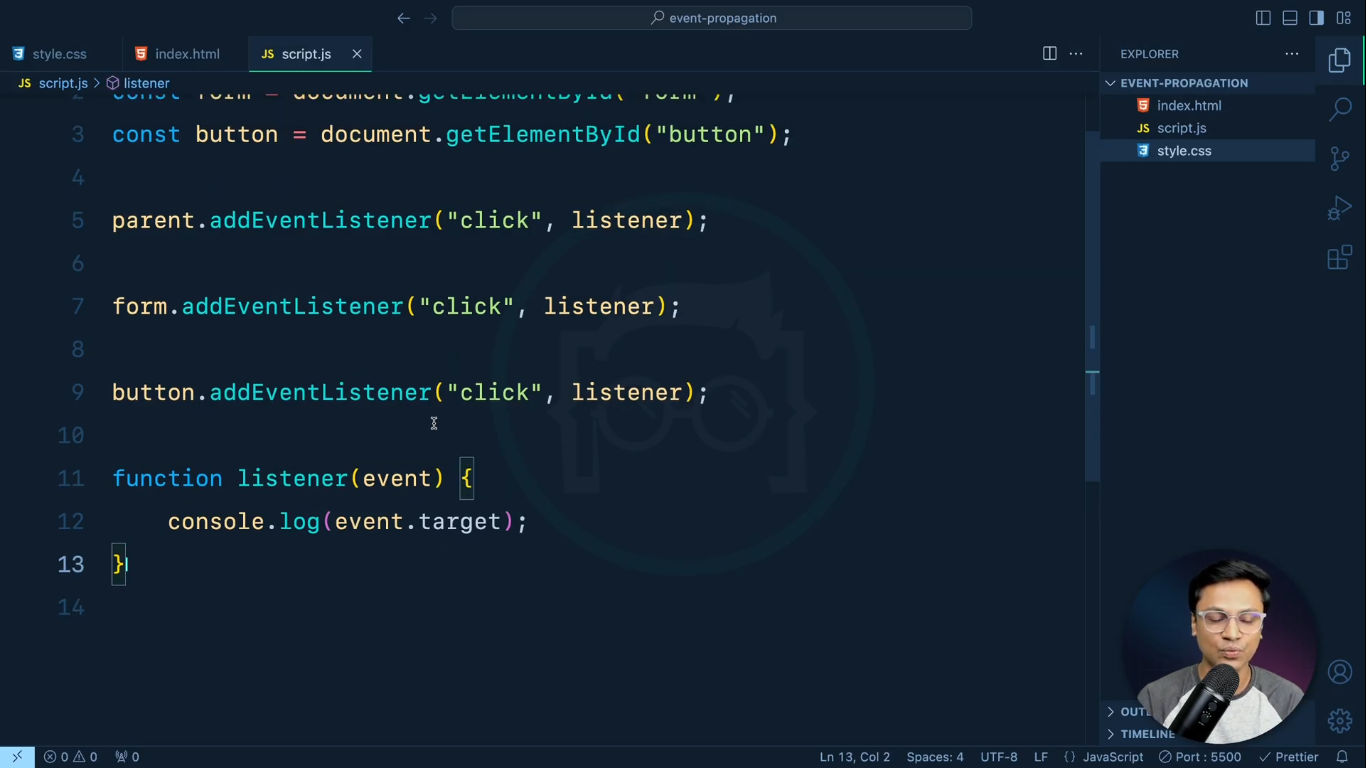 event-propagation
style.css
index.html
JS script.js
JS script.js > listener
2 const form = document.getElementById("form");
3 const button = document.getElementById("button");
4
5 parent.addEventListener("click", listener);
6
7 form.addEventListener("click", listener);
8
9 button.addEventListener("click", listener);
10
11 function listener(event) {
12 console.log(event.target);
13 }
14
EXPLORER
EVENT-PROPAGATION
index.html
JS script.js
style.css
TIMELINE
0 0 0
Ln 13, Col 2 Spaces: 4 UTF-8 LF {} JavaScript Port : 5500 Prettier